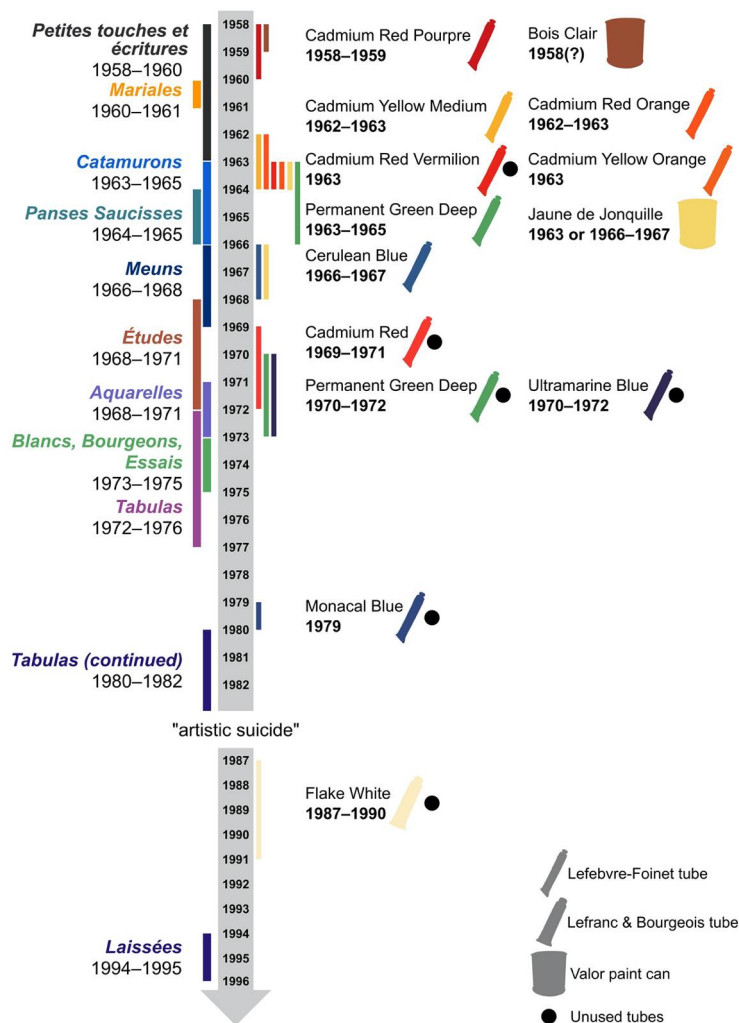 Petites touches et
écritures
1958–1960
Mariales
1960–1961
Catamurons
1963–1965
Panses Saucisses
1964–1965
Meuns
1966–1968
Études
1968–1971
Aquarelles
1968–1971
Blancs, Bourgeons,
Essais
1973–1975
Tabulas
1972–1976
Tabulas (continued)
1980–1982
"artistic suicide"
Laissées
1994–1995
1958
1959
1960
1961
1962
1963
1964
1965
1966
1967
1968
1969
1970
1971
1972
1973
1974
1975
1976
1977
1978
1979
1980
1981
1982
1987
1988
1989
1990
1991
1992
1993
1994
1995
1996
Cadmium Red Pourpre
1958–1959
Bois Clair
1958(?)
Cadmium Yellow Medium
1962–1963
Cadmium Red Orange
1962–1963
Cadmium Red Vermilion
1963
Cadmium Yellow Orange
1963
Permanent Green Deep
1963–1965
Jaune de Jonquille
1963 or 1966–1967
Cerulean Blue
1966–1967
Cadmium Red
1969–1971
Permanent Green Deep
1970–1972
Ultramarine Blue
1970–1972
Monacal Blue
1979
Flake White
1987–1990
Lefebvre-Foinet tube
Lefranc & Bourgeois tube
Valor paint can
Unused tubes